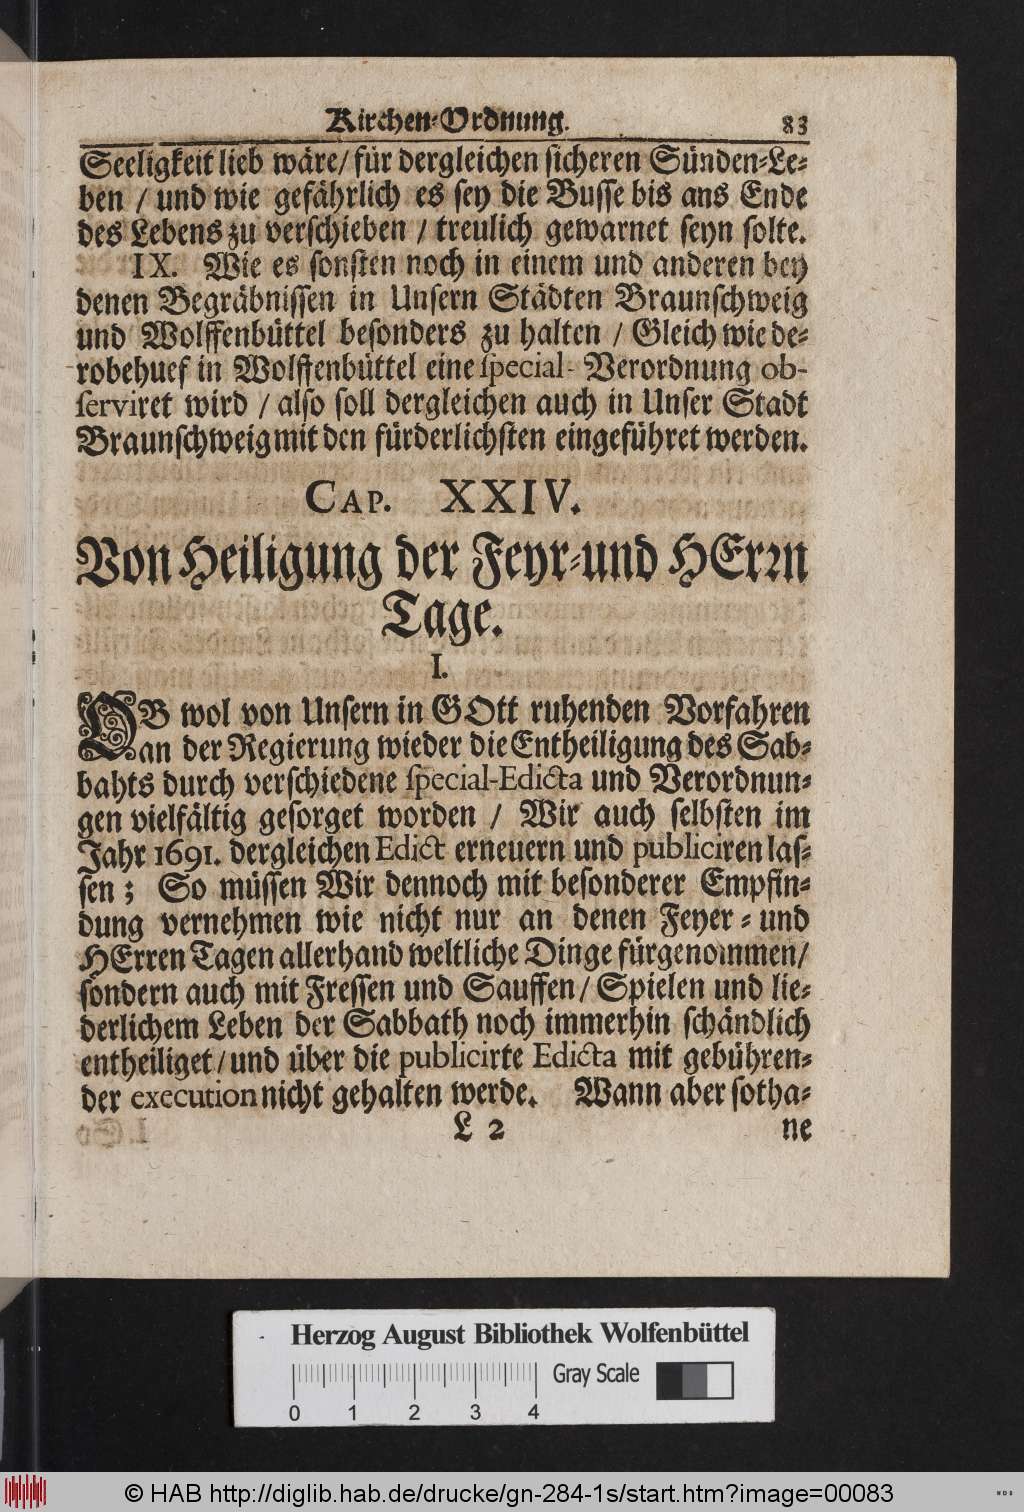 Kirchen-Ordnung. 83
Seeligkeit lieb wäre/ für dergleichen sicheren Sünden-Le-
ben / und wie gefährlich es sey die Busse bis ans Ende
des Lebens zu verschieben / treulich gewarnet seyn solte.
IX. Wie es sonsten noch in einem und anderen bey
denen Begräbnissen in Unsern Städten Braunschweig
und Wolffenbüttel besonders zu halten / Gleich wie de-
robehuef in Wolffenbüttel eine special- Verordnung ob-
serviret wird / also soll dergleichen auch in Unser Stadt
Braunschweig mit den fürderlichsten eingeführet werden.
CAP. XXIV.
Von Heiligung der Feyr-und HErrn
Tage.
I.
OB wol von Unsern in GOtt ruhenden Vorfahren
an der Regierung wieder die Entheiligung des Sab-
bahts durch verschiedene special-Edicta und Verordnun-
gen vielfältig gesorget worden / Wir auch selbsten im
Jahr 1691. dergleichen Edict erneuern und publiciren las-
sen ; So müssen Wir dennoch mit besonderer Empfin-
dung vernehmen wie nicht nur an denen Feyer - und
HErren Tagen allerhand weltliche Dinge fürgenommen/
sondern auch mit Fressen und Sauffen/ Spielen und lie-
derlichem Leben der Sabbath noch immerhin schändlich
entheiliget/ und über die publicirte Edicta mit gebühren-
der execution nicht gehalten werde. Wann aber sotha-
L 2 ne
Herzog August Bibliothek Wolfenbüttel
Gray Scale
0 1 2 3 4
© HAB http://diglib.hab.de/drucke/gn-284-1s/start.htm?image=00083